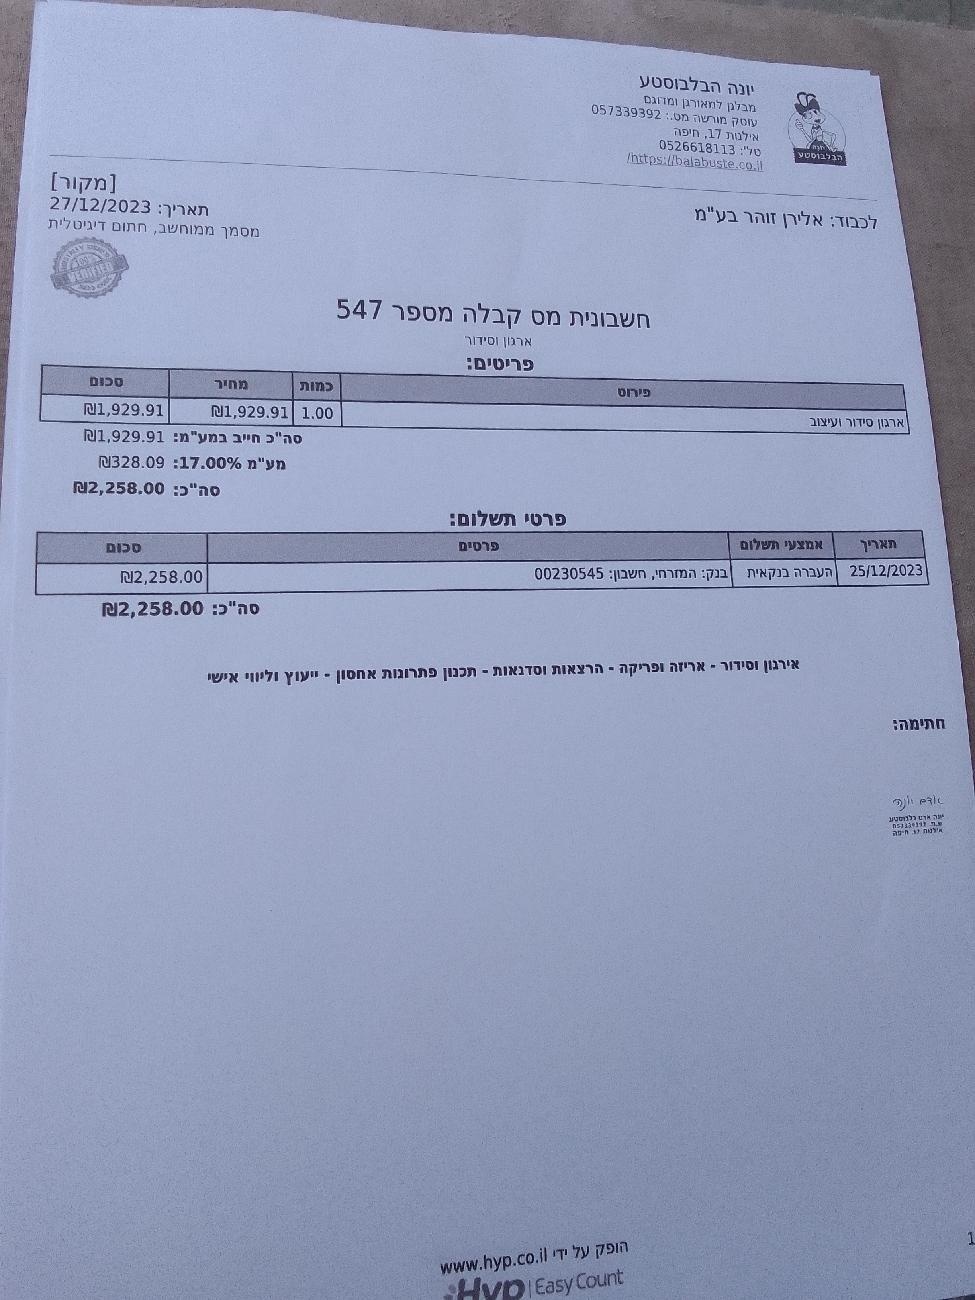 יונה הבלבוסטע
מבלגן למאורגן ומדוגם
עוסק מורשה מס.: 057339392
אילנות 17, חיפה
טל': 0526618113
https://balabuste.co.il/
יונה
הבלבוסטע
[מקור]
תאריך: 27/12/2023
מסמך ממוחשב, חתום דיגיטלית
VERIFIED
לכבוד: אלירן זוהר בע"מ
חשבונית מס קבלה מספר 547
ארגון וסידור
פריטים:
פירוט כמות מחיר סכום
ארגון סידור ועיצוב 1.00 ₪1,929.91 ₪1,929.91
סה"כ חייב במע"מ: ₪1,929.91
מע"מ 17.00%: ₪328.09
סה"כ: ₪2,258.00
פרטי תשלום:
תאריך אמצעי תשלום פרטים סכום
25/12/2023 העברה בנקאית בנק: המזרחי, חשבון: 00230545 ₪2,258.00
סה"כ: ₪2,258.00
אירגון וסידור - אריזה ופריקה - הרצאות וסדנאות - תכנון פתרונות אחסון - ייעוץ וליווי אישי
חתימה:
אילנות 17 חיפה
הופק על ידי www.hyp.co.il
Hyp | EasyCount
1